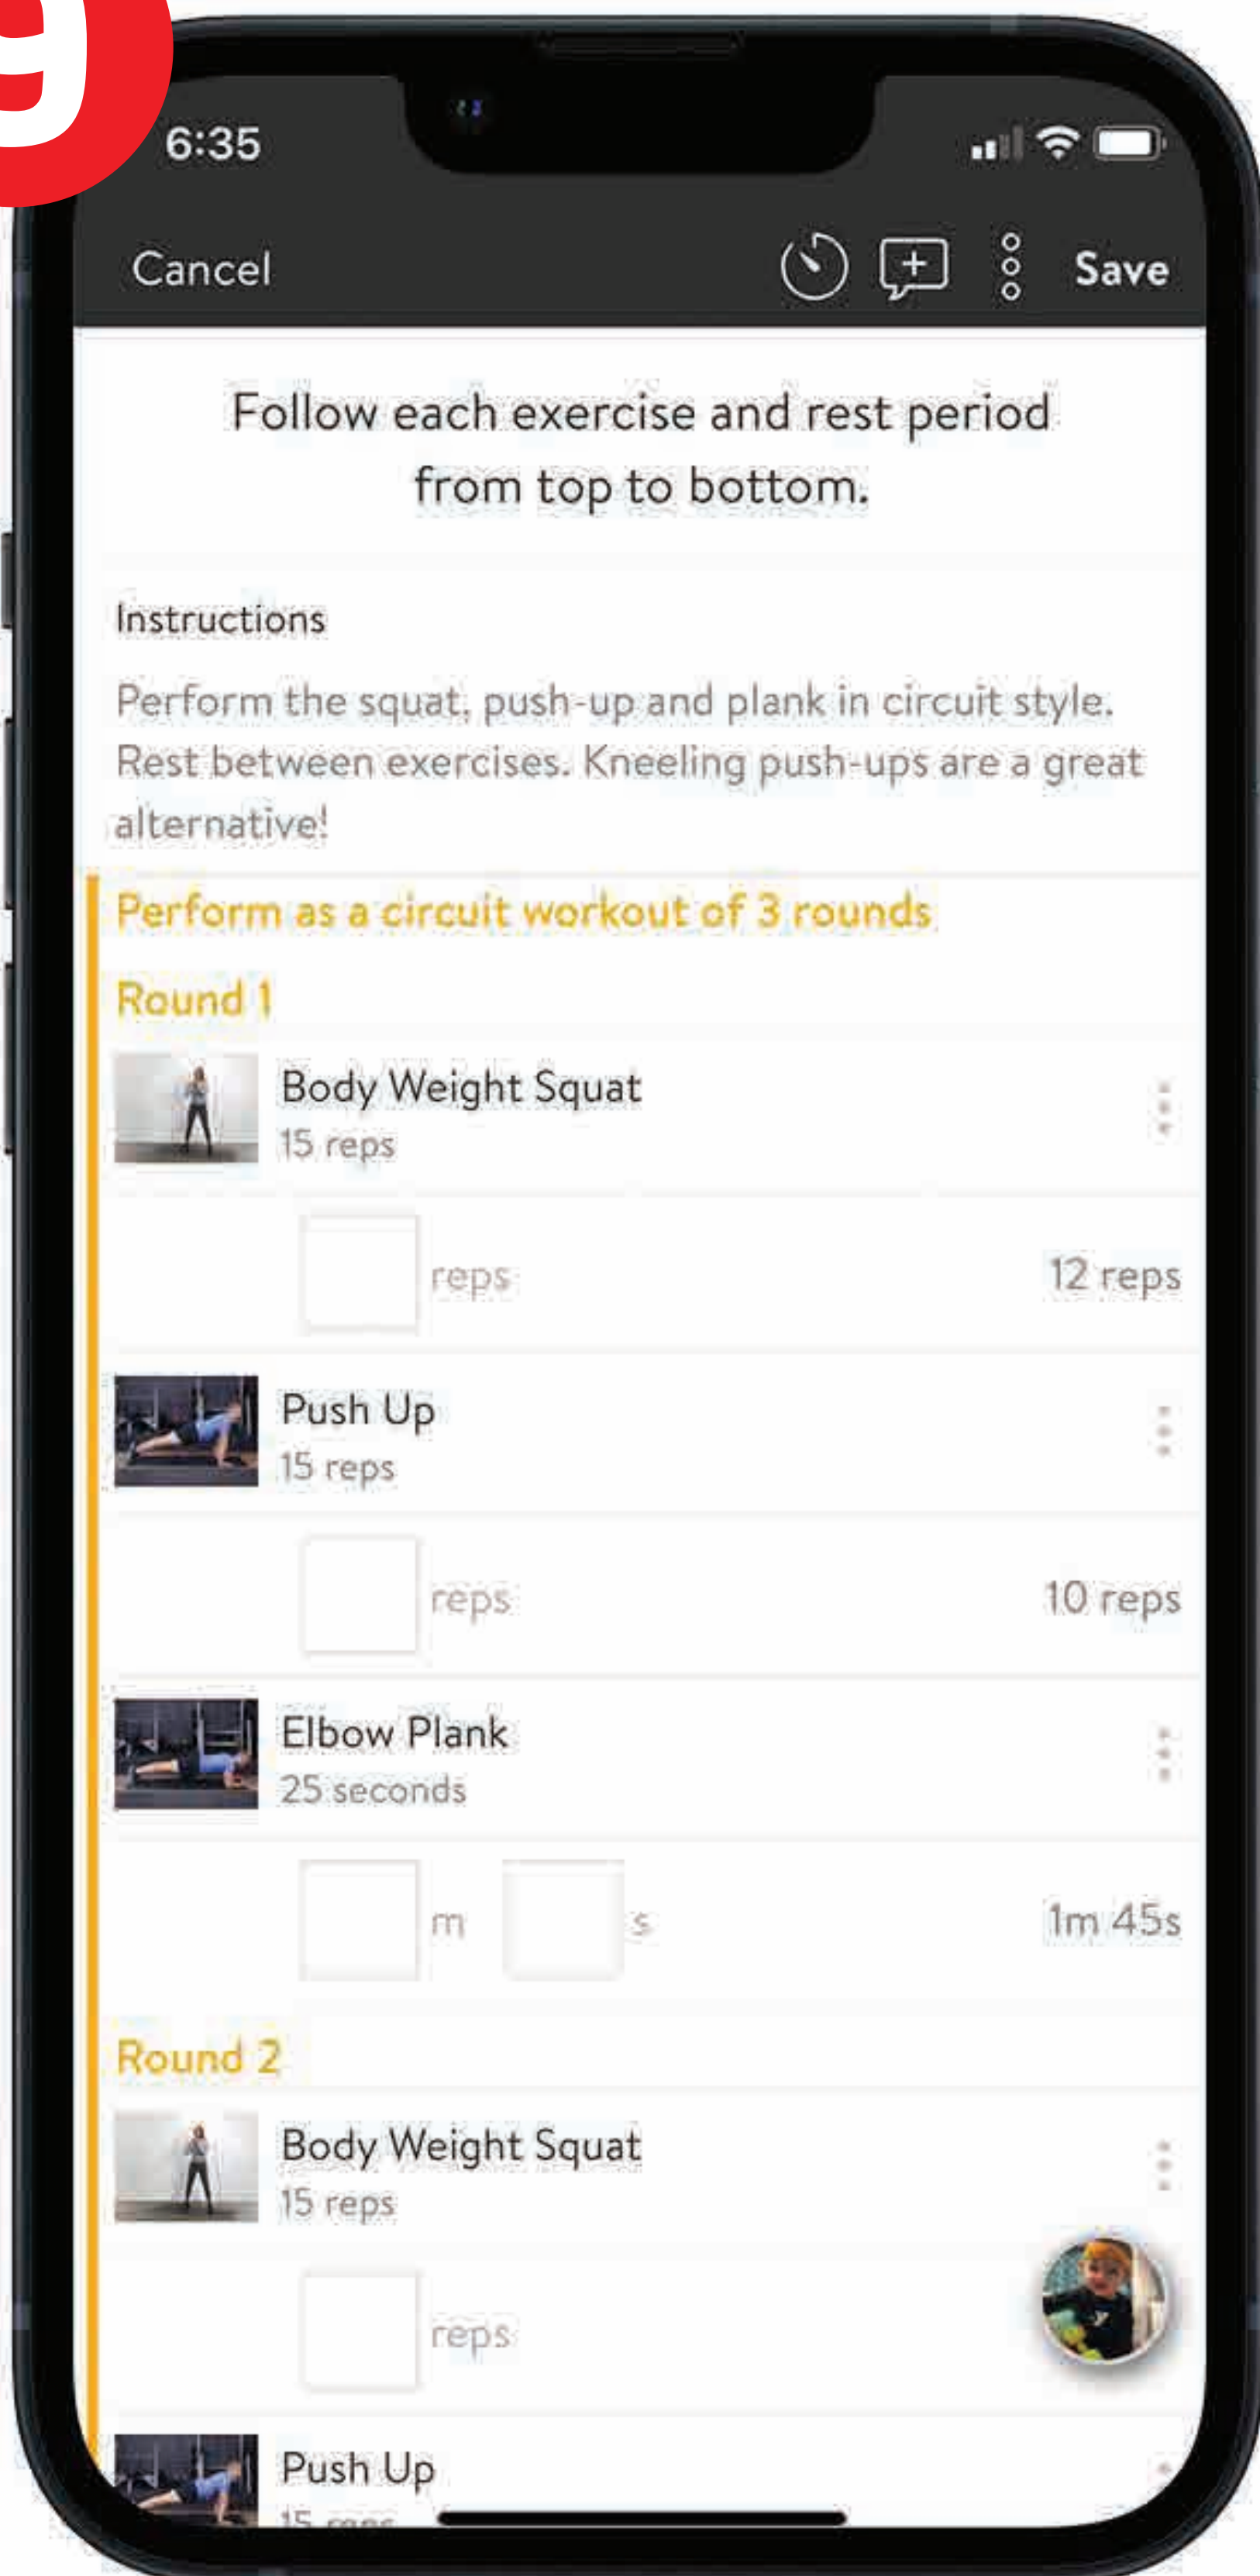 9
6:35
Cancel
Save
Follow each exercise and rest period
from top to bottom.
Instructions
Perform the squat, push-up and plank in circuit style.
Rest between exercises. Kneeling push-ups are a great
alternative!
Perform as a circuit workout of 3 rounds
Round 1
Body Weight Squat
15 reps
reps 12 reps
Push Up
15 reps
reps 10 reps
Elbow Plank
25 seconds
m s 1m 45s
Round 2
Body Weight Squat
15 reps
reps
Push Up
15 reps